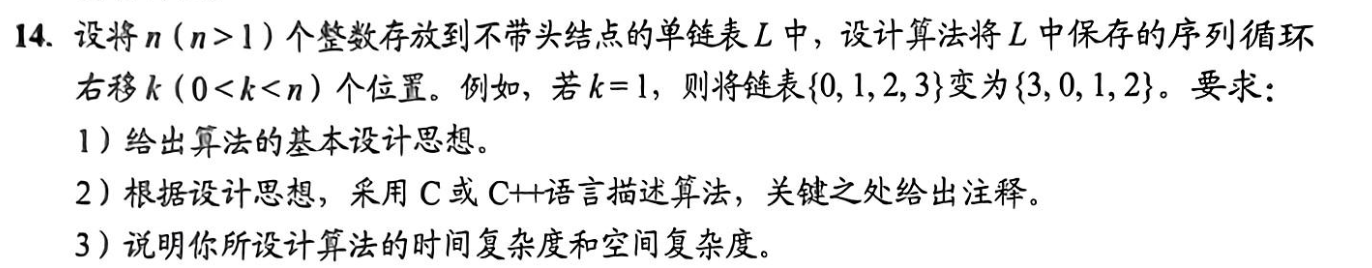 14. 设将 n（n>1）个整数存放到不带头结点的单链表 L 中，设计算法将 L 中保存的序列循环
右移 k（0<k<n）个位置。例如，若 k=1，则将链表{0, 1, 2, 3}变为{3, 0, 1, 2}。要求：
1）给出算法的基本设计思想。
2）根据设计思想，采用 C 或 C++语言描述算法，关键之处给出注释。
3）说明你所设计算法的时间复杂度和空间复杂度。